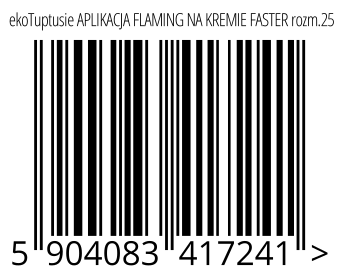 ekoTuptusie APLIKACJA FLAMING NA KREMIE FASTER rozm.25
5 904083 417241 >